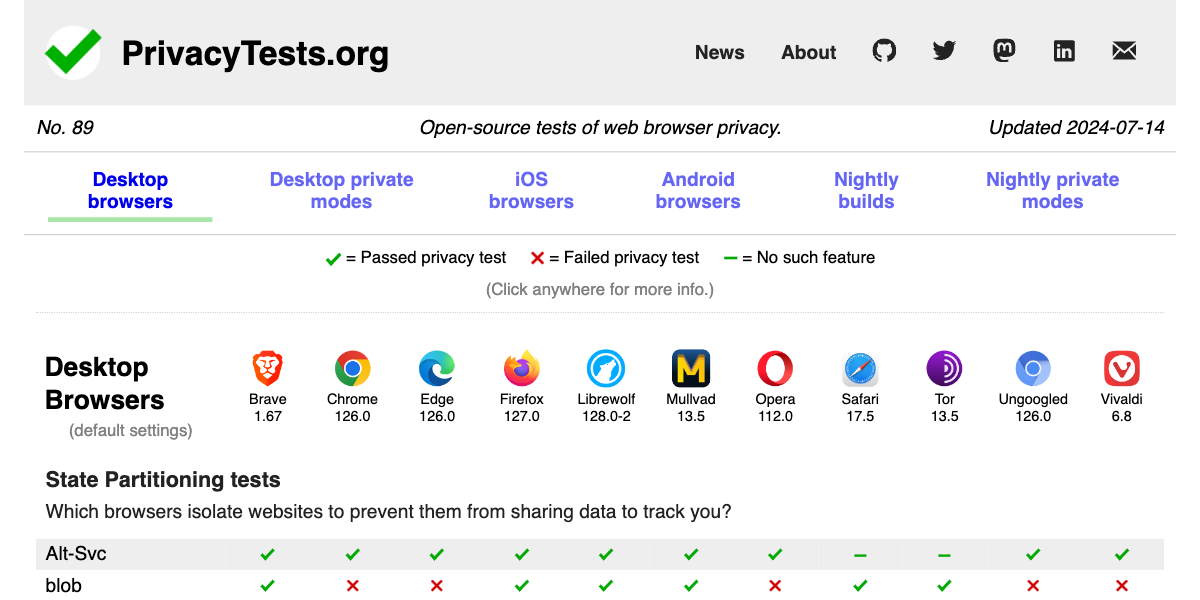 PrivacyTests.org
News About
No. 89 Open-source tests of web browser privacy. Updated 2024-07-14
Desktop browsers Desktop private modes iOS browsers Android browsers Nightly builds Nightly private modes
✓ = Passed privacy test ✕ = Failed privacy test – = No such feature
(Click anywhere for more info.)
Desktop Browsers
(default settings)
Brave 1.67
Chrome 126.0
Edge 126.0
Firefox 127.0
Librewolf 128.0-2
Mullvad 13.5
Opera 112.0
Safari 17.5
Tor 13.5
Ungoogled 126.0
Vivaldi 6.8
State Partitioning tests
Which browsers isolate websites to prevent them from sharing data to track you?
Alt-Svc ✓ ✓ ✓ ✓ ✓ ✓ ✓ – – ✓ ✓
blob ✓ ✕ ✕ ✓ ✓ ✓ ✕ ✓ ✓ ✕ ✕